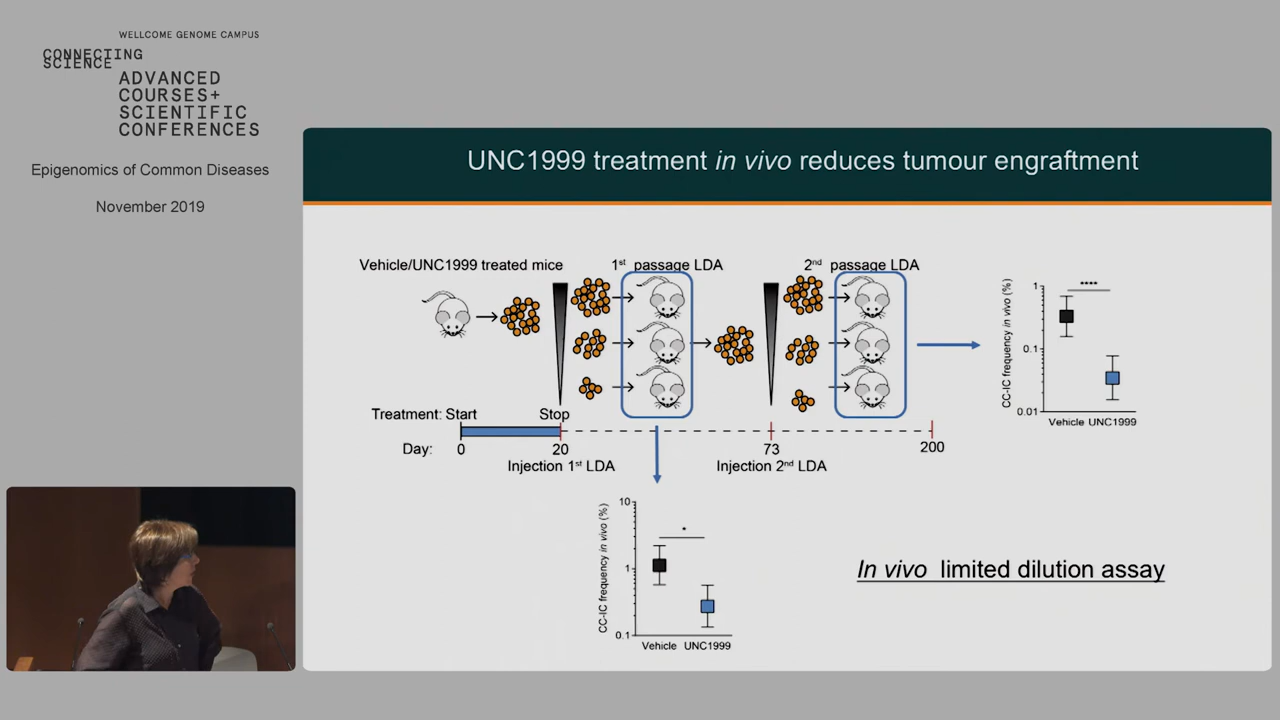 WELLCOME GENOME CAMPUS
CONNECTING
SCIENCE
ADVANCED
COURSES+
SCIENTIFIC
CONFERENCES
Epigenomics of Common Diseases
November 2019
UNC1999 treatment in vivo reduces tumour engraftment
Vehicle/UNC1999 treated mice
1st passage LDA
2nd passage LDA
Treatment: Start
Stop
Day:
0
20
73
200
Injection 1st LDA
Injection 2nd LDA
CC-IC frequency in vivo (%)
1
0.1
0.01
****
Vehicle UNC1999
CC-IC frequency in vivo (%)
10
1
0.1
*
Vehicle UNC1999
In vivo limited dilution assay